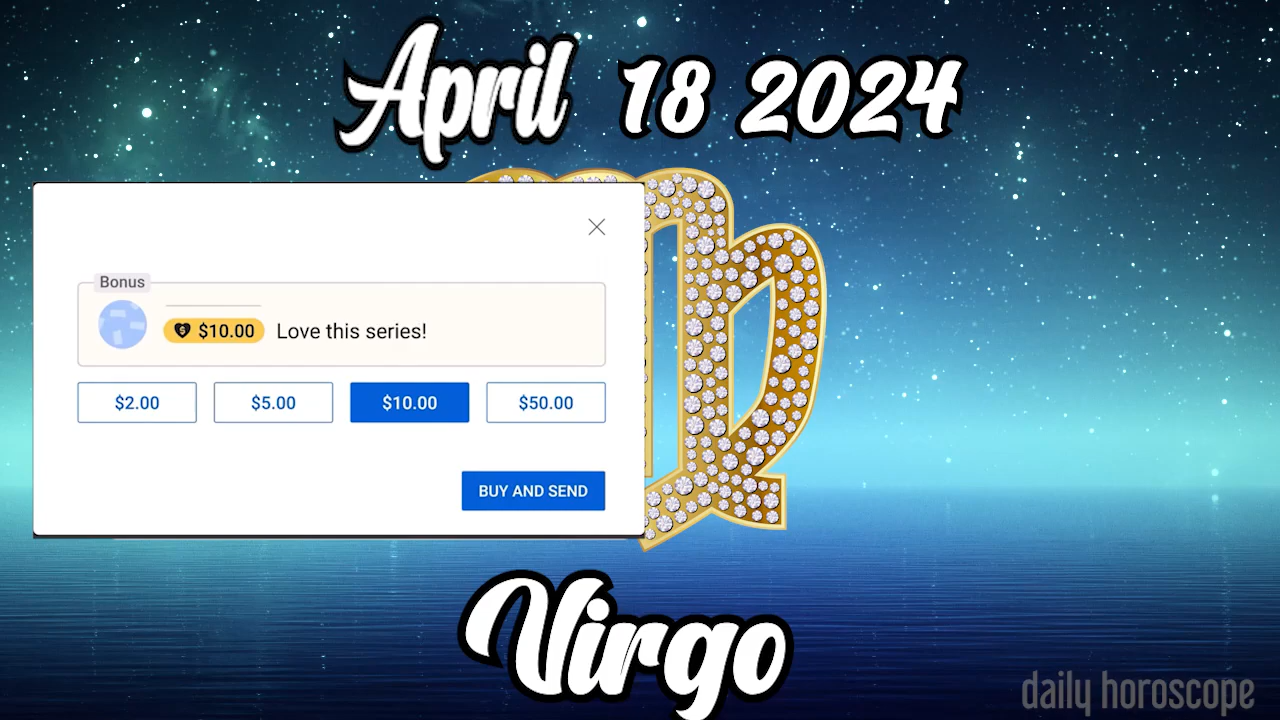 April 18 2024
Bonus
$10.00 Love this series!
$2.00 $5.00 $10.00 $50.00
BUY AND SEND
Virgo
daily horoscope